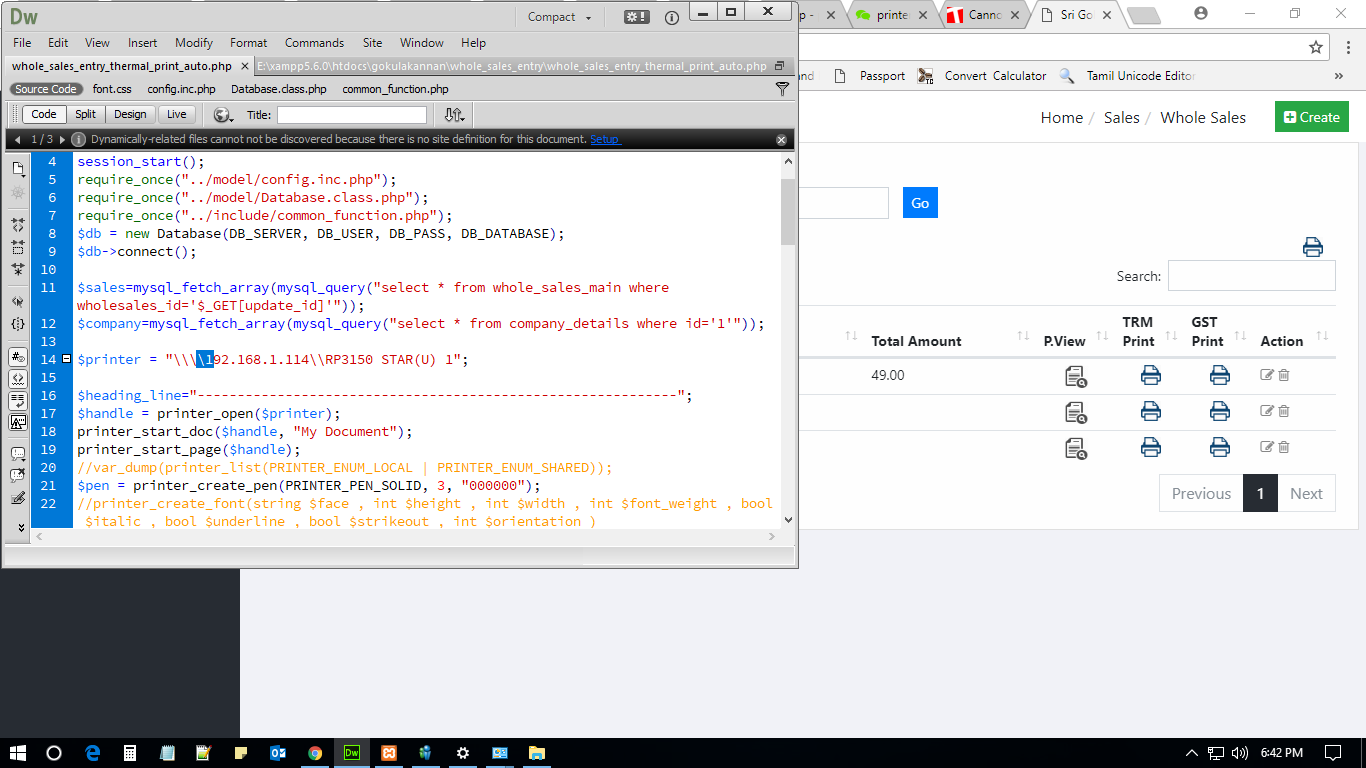 Dw
Compact
File Edit View Insert Modify Format Commands Site Window Help
whole_sales_entry_thermal_print_auto.php E:\xampp5.6.0\htdocs\gokulakannan\whole_sales_entry\whole_sales_entry_thermal_print_auto.php
Source Code font.css config.inc.php Database.class.php common_function.php
Code Split Design Live Title:
1 / 3 Dynamically-related files cannot not be discovered because there is no site definition for this document. Setup
4 session_start();
5 require_once("../model/config.inc.php");
6 require_once("../model/Database.class.php");
7 require_once("../include/common_function.php");
8 $db = new Database(DB_SERVER, DB_USER, DB_PASS, DB_DATABASE);
9 $db->connect();
10
11 $sales=mysql_fetch_array(mysql_query("select * from whole_sales_main where
wholesales_id='$_GET[update_id]'"));
12 $company=mysql_fetch_array(mysql_query("select * from company_details where id='1'"));
13
14 $printer = "\\\\192.168.1.114\\RP3150 STAR(U) 1";
15
16 $heading_line="------------------------------------------------------------";
17 $handle = printer_open($printer);
18 printer_start_doc($handle, "My Document");
19 printer_start_page($handle);
20 //var_dump(printer_list(PRINTER_ENUM_LOCAL | PRINTER_ENUM_SHARED));
21 $pen = printer_create_pen(PRINTER_PEN_SOLID, 3, "000000");
22 //printer_create_font(string $face , int $height , int $width , int $font_weight , bool
$italic , bool $underline , bool $strikeout , int $orientation )
p - printe Canno Sri Go
nd Passport Convert Calculator Tamil Unicode Editor »
Home / Sales / Whole Sales Create
Go
Search:
Total Amount P.View TRM Print GST Print Action
49.00
Previous 1 Next
Dw
6:42 PM